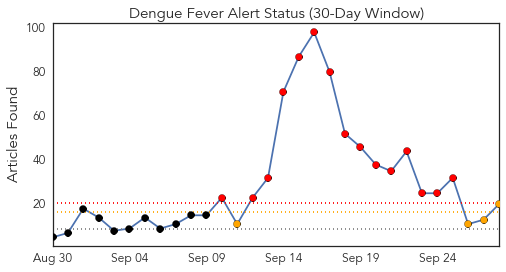 Dengue Fever Alert Status (30-Day Window)
Articles Found
100
80
60
40
20
Aug 30 Sep 04 Sep 09 Sep 14 Sep 19 Sep 24